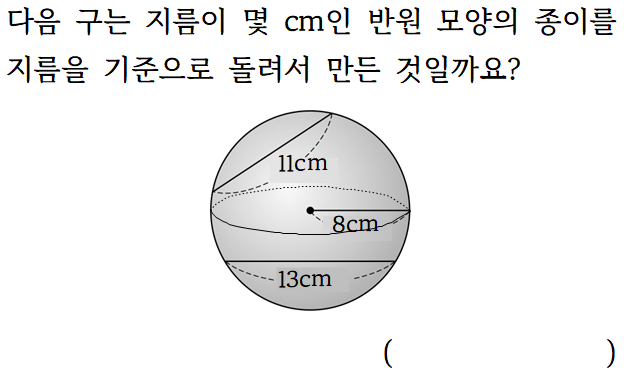 다음 구는 지름이 몇 cm인 반원 모양의 종이를
지름을 기준으로 돌려서 만든 것일까요?
11cm
8cm
13cm
( )